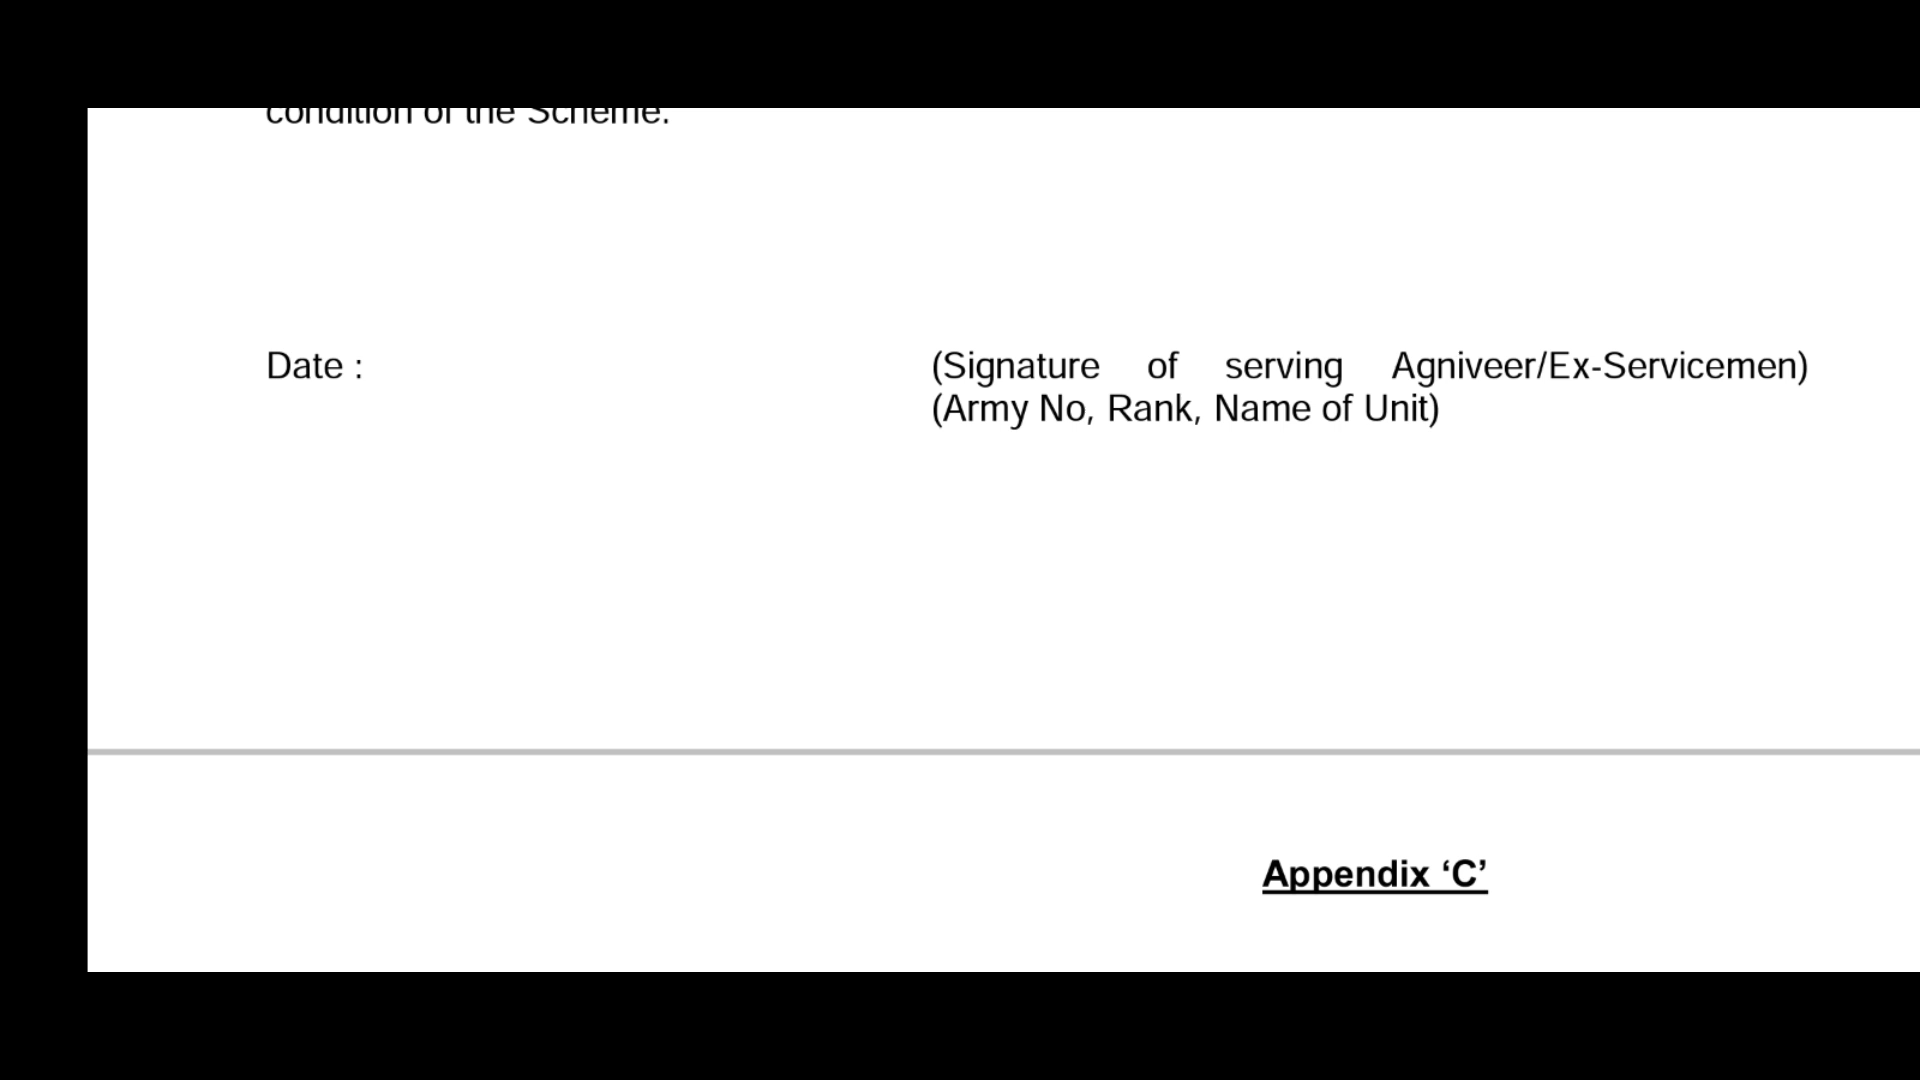 condition of the Scheme.
Date :
(Signature of serving Agniveer/Ex-Servicemen)
(Army No, Rank, Name of Unit)
Appendix ‘C’